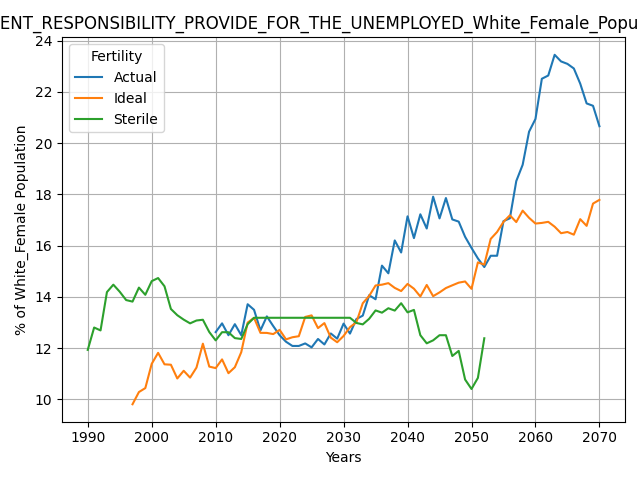 ENT_RESPONSIBILITY_PROVIDE_FOR_THE_UNEMPLOYED_White_Female_Popu
Fertility
Actual
Ideal
Sterile
% of White_Female Population
24
22
20
18
16
14
12
10
1990 2000 2010 2020 2030 2040 2050 2060 2070
Years